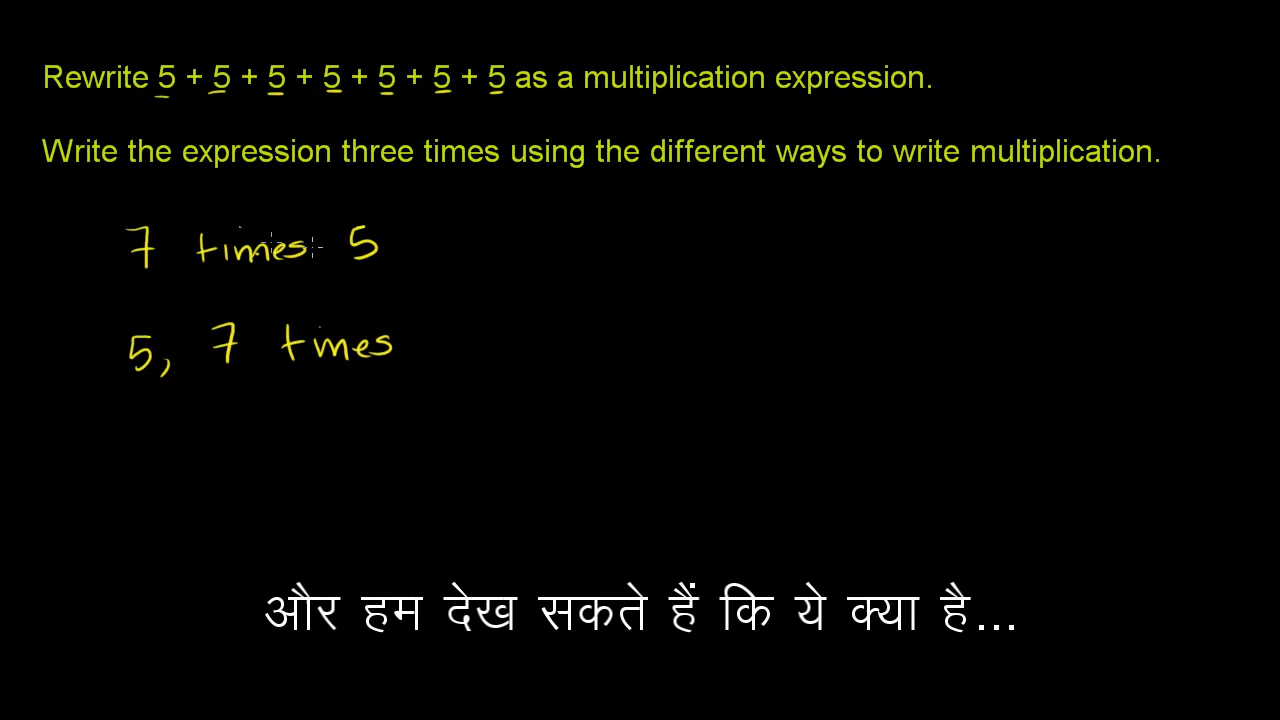 Rewrite 5 + 5 + 5 + 5 + 5 + 5 + 5 as a multiplication expression.
Write the expression three times using the different ways to write multiplication.
7 times 5
5, 7 times
और हम देख सकते हैं कि ये क्या है...